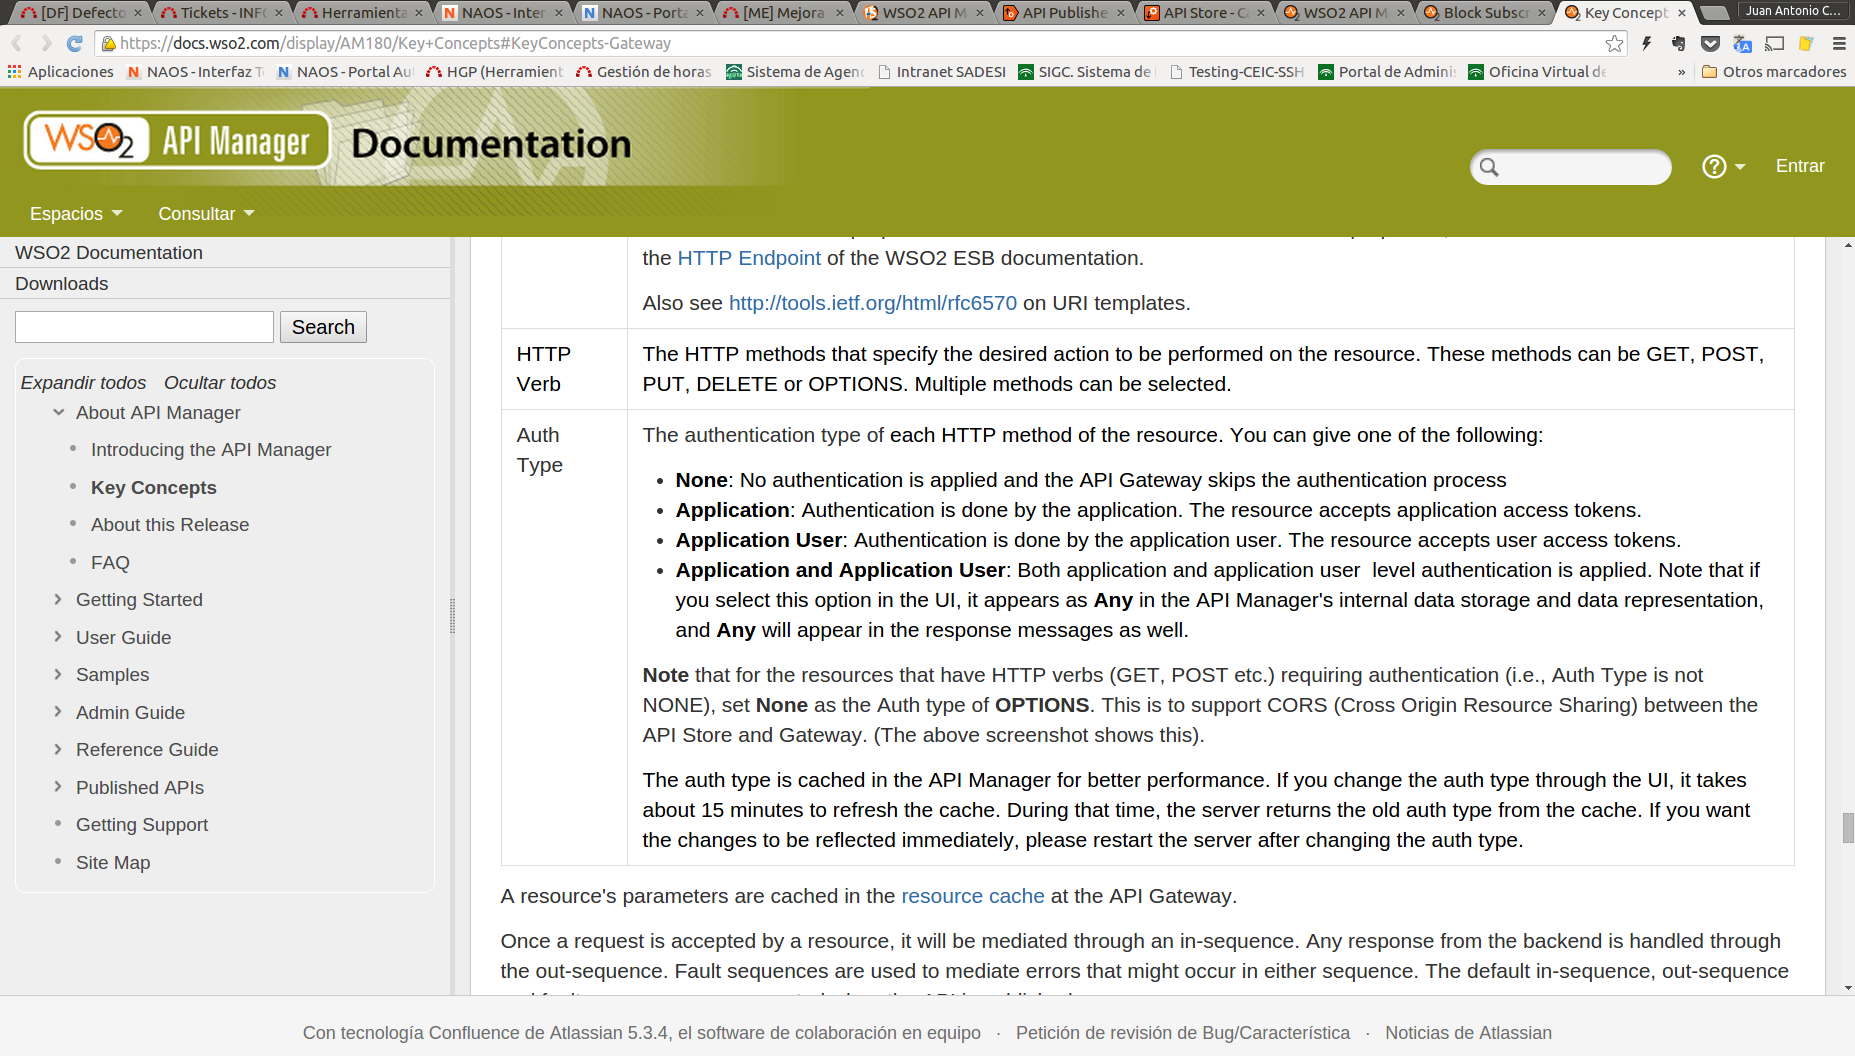 [DF] Defecto
Tickets - INFO
Herramienta
NAOS - Inter
NAOS - Porta
[ME] Mejora
WSO2 API M
API Publishe
API Store - C
WSO2 API M
Block Subscr
Key Concept
Juan Antonio C...
https://docs.wso2.com/display/AM180/Key+Concepts#KeyConcepts-Gateway
Aplicaciones
NAOS - Interfaz T
NAOS - Portal Au
HGP (Herramient
Gestión de horas
Sistema de Agen
Intranet SADESI
SIGC. Sistema de
Testing-CEIC-SSH
Portal de Adminis
Oficina Virtual de
»
Otros marcadores
WSO2 API Manager Documentation
Entrar
Espacios
Consultar
WSO2 Documentation
Downloads
Search
Expandir todos Ocultar todos
About API Manager
Introducing the API Manager
Key Concepts
About this Release
FAQ
Getting Started
User Guide
Samples
Admin Guide
Reference Guide
Published APIs
Getting Support
Site Map
the HTTP Endpoint of the WSO2 ESB documentation.
Also see http://tools.ietf.org/html/rfc6570 on URI templates.
HTTP
Verb
The HTTP methods that specify the desired action to be performed on the resource. These methods can be GET, POST,
PUT, DELETE or OPTIONS. Multiple methods can be selected.
Auth
Type
The authentication type of each HTTP method of the resource. You can give one of the following:
• None: No authentication is applied and the API Gateway skips the authentication process
• Application: Authentication is done by the application. The resource accepts application access tokens.
• Application User: Authentication is done by the application user. The resource accepts user access tokens.
• Application and Application User: Both application and application user level authentication is applied. Note that if
you select this option in the UI, it appears as Any in the API Manager's internal data storage and data representation,
and Any will appear in the response messages as well.
Note that for the resources that have HTTP verbs (GET, POST etc.) requiring authentication (i.e., Auth Type is not
NONE), set None as the Auth type of OPTIONS. This is to support CORS (Cross Origin Resource Sharing) between the
API Store and Gateway. (The above screenshot shows this).
The auth type is cached in the API Manager for better performance. If you change the auth type through the UI, it takes
about 15 minutes to refresh the cache. During that time, the server returns the old auth type from the cache. If you want
the changes to be reflected immediately, please restart the server after changing the auth type.
A resource's parameters are cached in the resource cache at the API Gateway.
Once a request is accepted by a resource, it will be mediated through an in-sequence. Any response from the backend is handled through
the out-sequence. Fault sequences are used to mediate errors that might occur in either sequence. The default in-sequence, out-sequence
Con tecnología Confluence de Atlassian 5.3.4, el software de colaboración en equipo · Petición de revisión de Bug/Característica · Noticias de Atlassian